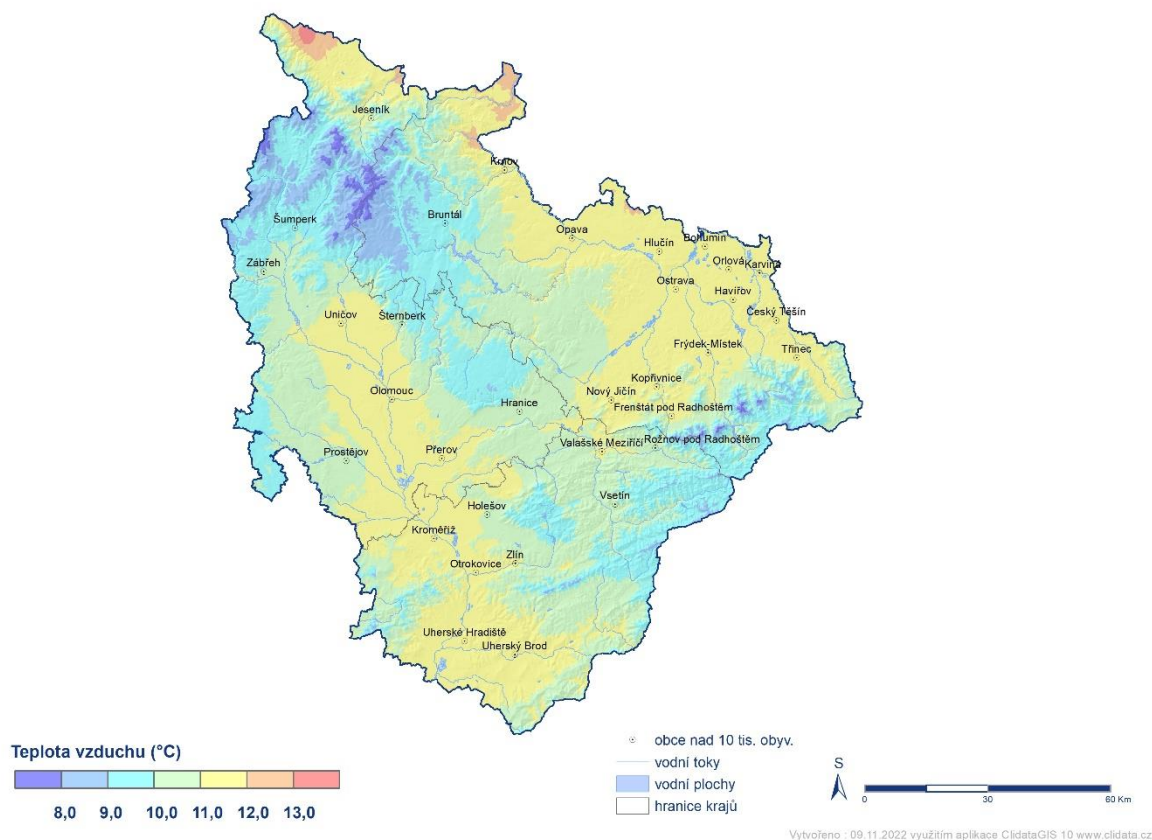 Jeseník
Krnov
Šumperk
Bruntál
Opava
Hlučín
Bohumín
Zábřeh
Orlová
Karviná
Ostrava
Havířov
Uničov
Šternberk
Český Těšín
Frýdek-Místek
Třinec
Kopřivnice
Olomouc
Nový Jičín
Hranice
Frenštát pod Radhoštěm
Valašské Meziříčí
Rožnov pod Radhoštěm
Prostějov
Přerov
Vsetín
Holešov
Kroměříž
Zlín
Otrokovice
Uherské Hradiště
Uherský Brod
Teplota vzduchu (°C)
8,0 9,0 10,0 11,0 12,0 13,0
obce nad 10 tis. obyv.
vodní toky
vodní plochy
hranice krajů
S
0 30 60 Km
Vytvořeno : 09.11.2022 využitím aplikace ClidataGIS 10 www.clidata.cz